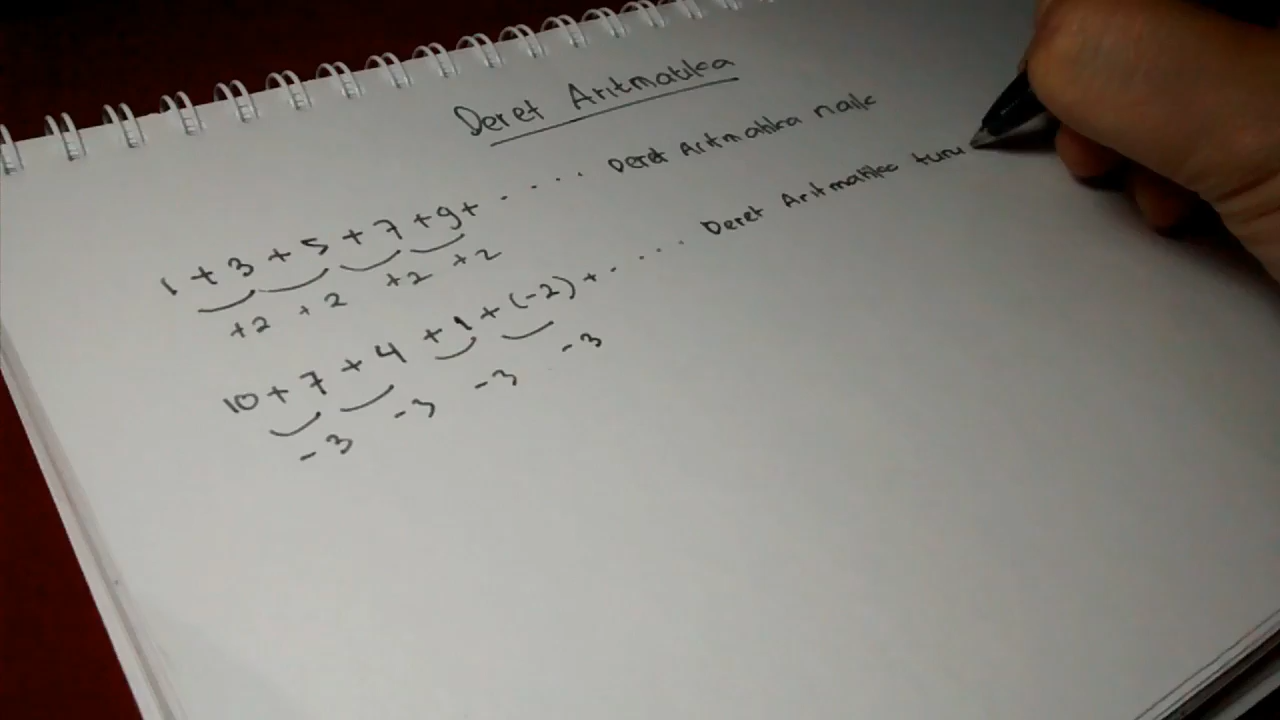 Deret Aritmatika
1 + 3 + 5 + 7 + 9 + ..... Deret Aritmatika naik
+2 +2 +2 +2
10 + 7 + 4 + 1 + (-2) + ..... Deret Aritmatika turu
-3 -3 -3 -3